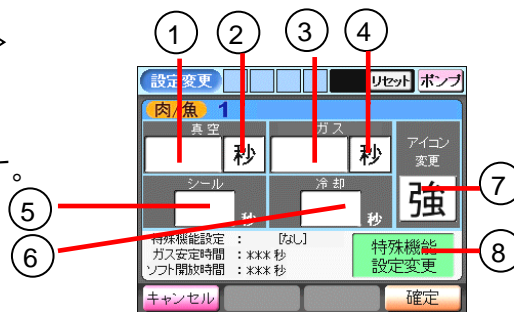 ① ② ③ ④
設定変更 リセット ポンプ
肉/魚 1
真空 ガス アイコン
変更
秒 秒
シール 冷却 強 ⑦
⑤ 秒 秒
⑥
特殊機能設定 : [なし] 特殊機能 ⑧
ガス安定時間 : *** 秒 設定変更
ソフト開放時間 : *** 秒
キャンセル 確定
。